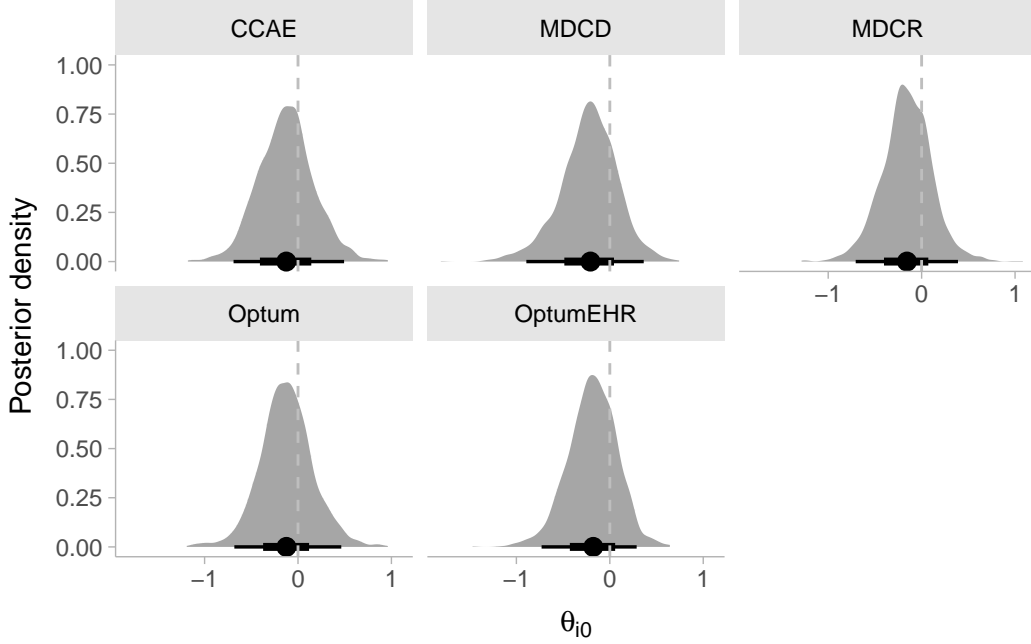 CCAE MDCD MDCR
1.00
0.75
0.50
0.25
0.00
−1 0 1
Optum OptumEHR
1.00
0.75
0.50
0.25
0.00
−1 0 1 −1 0 1
Posterior density
θi0